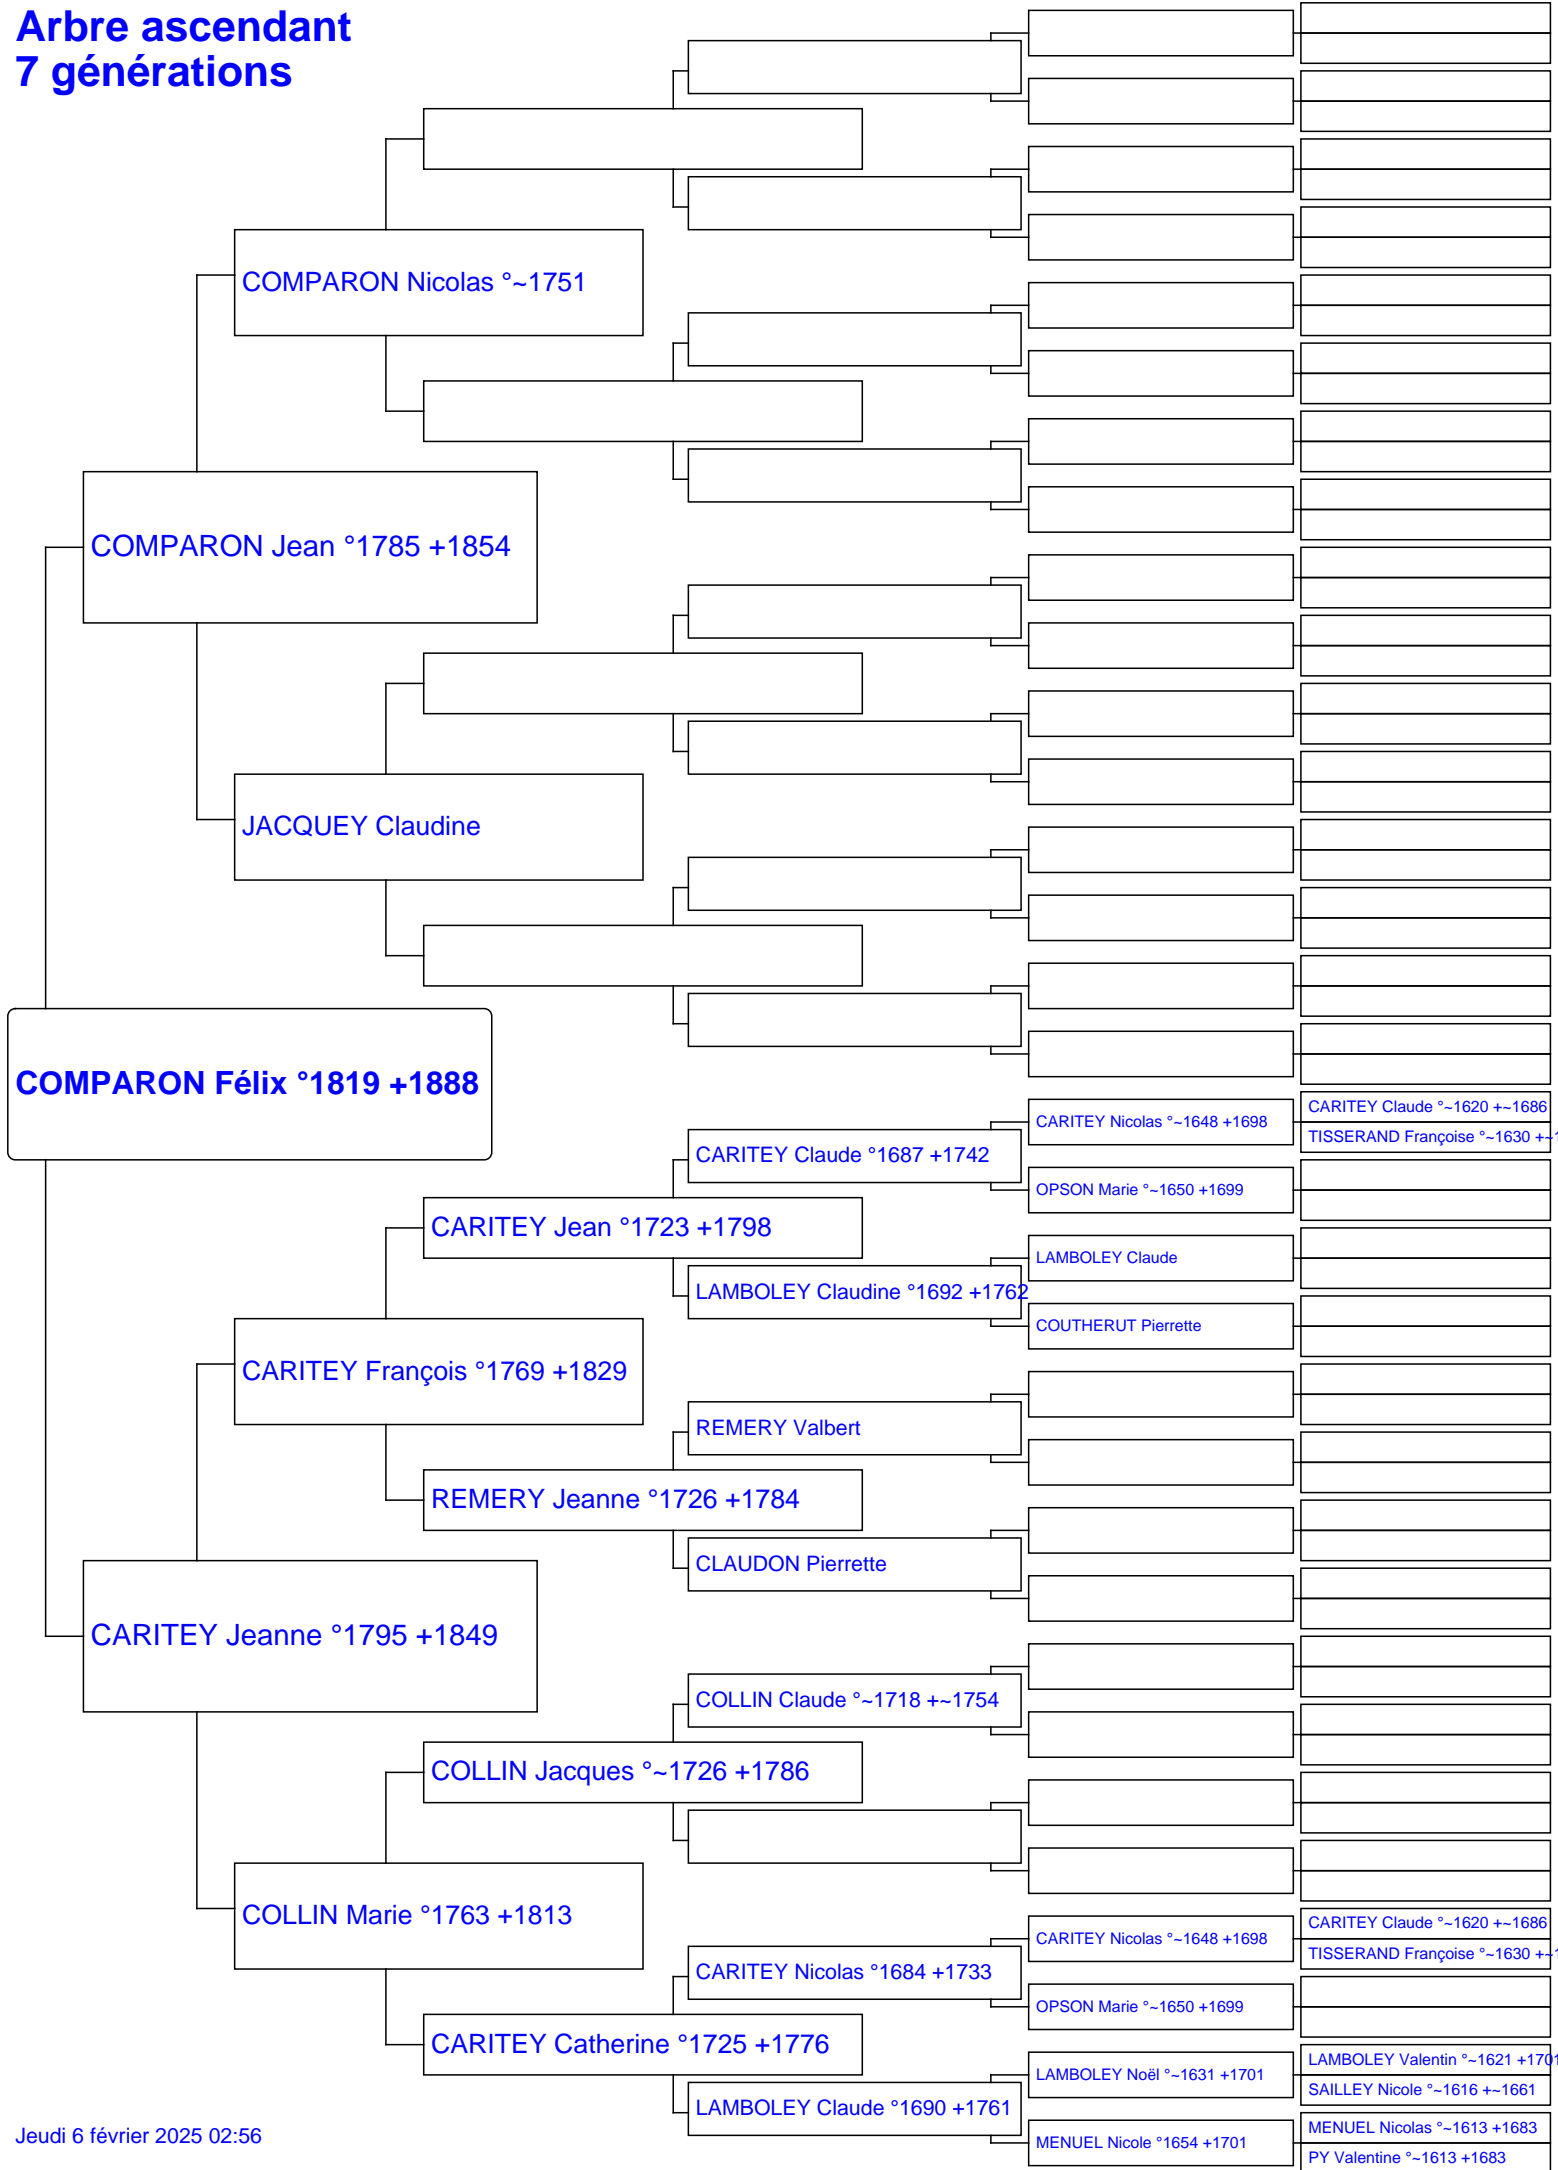 Arbre ascendant
7 générations
COMPARON Nicolas °~1751
COMPARON Jean °1785 +1854
JACQUEY Claudine
COMPARON Félix °1819 +1888
CARITEY Claude °~1620 +~1686
CARITEY Nicolas °~1648 +1698
TISSERAND Françoise °~1630 +~1
CARITEY Claude °1687 +1742
OPSON Marie °~1650 +1699
CARITEY Jean °1723 +1798
LAMBOLEY Claude
LAMBOLEY Claudine °1692 +1762
COUTHERUT Pierrette
CARITEY François °1769 +1829
REMERY Valbert
REMERY Jeanne °1726 +1784
CLAUDON Pierrette
CARITEY Jeanne °1795 +1849
COLLIN Claude °~1718 +~1754
COLLIN Jacques °~1726 +1786
COLLIN Marie °1763 +1813
CARITEY Claude °~1620 +~1686
CARITEY Nicolas °~1648 +1698
TISSERAND Françoise °~1630 +~1
CARITEY Nicolas °1684 +1733
OPSON Marie °~1650 +1699
CARITEY Catherine °1725 +1776
LAMBOLEY Valentin °~1621 +1701
LAMBOLEY Noël °~1631 +1701
SAILLEY Nicole °~1616 +~1661
LAMBOLEY Claude °1690 +1761
MENUEL Nicolas °~1613 +1683
MENUEL Nicole °1654 +1701
PY Valentine °~1613 +1683
Jeudi 6 février 2025 02:56